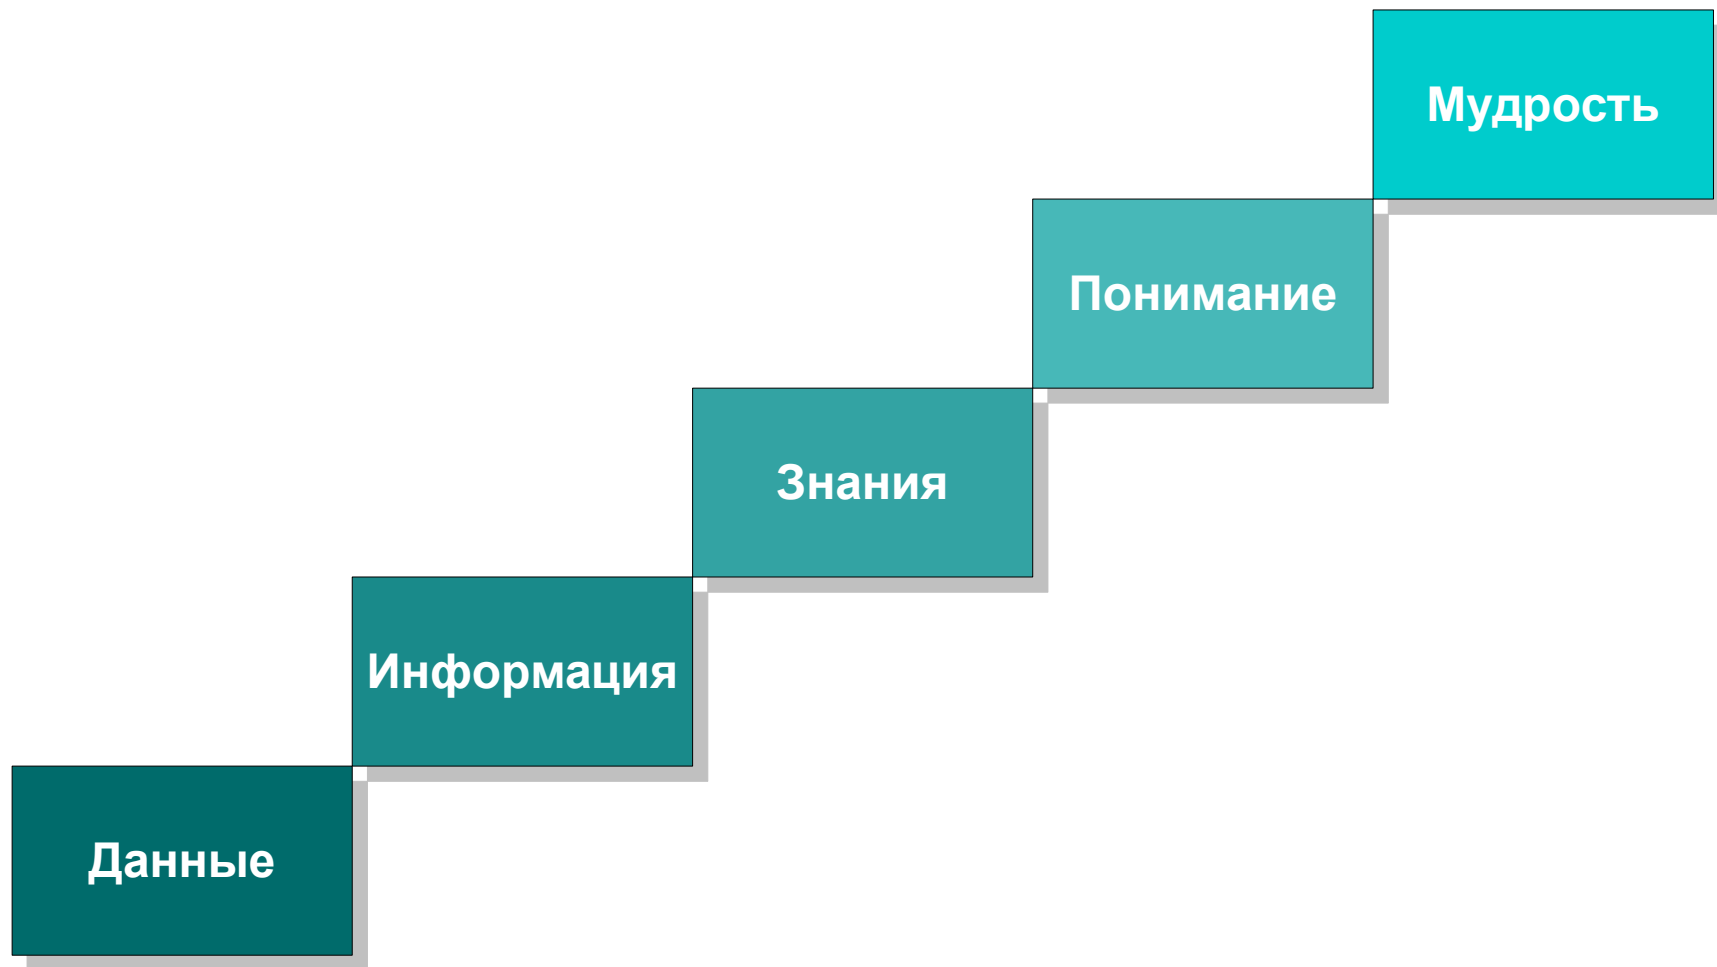 Мудрость
Понимание
Знания
Информация
Данные